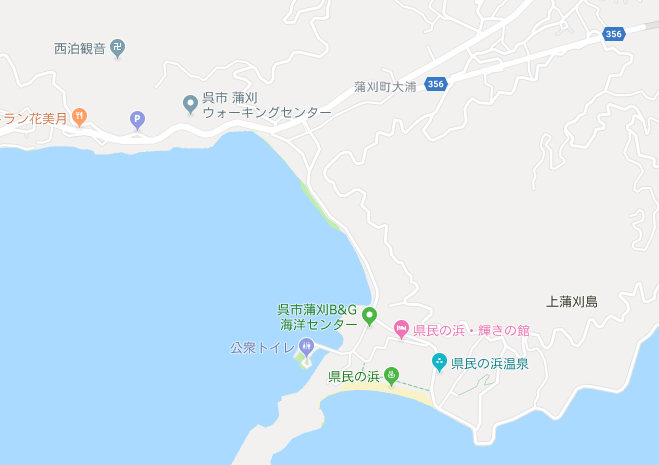 356
西泊観音
蒲刈町大浦
356
呉市 蒲刈
ウォーキングセンター
トラン花美月
P
上蒲刈島
呉市蒲刈B&G
海洋センター
県民の浜・輝きの館
公衆トイレ
県民の浜温泉
県民の浜